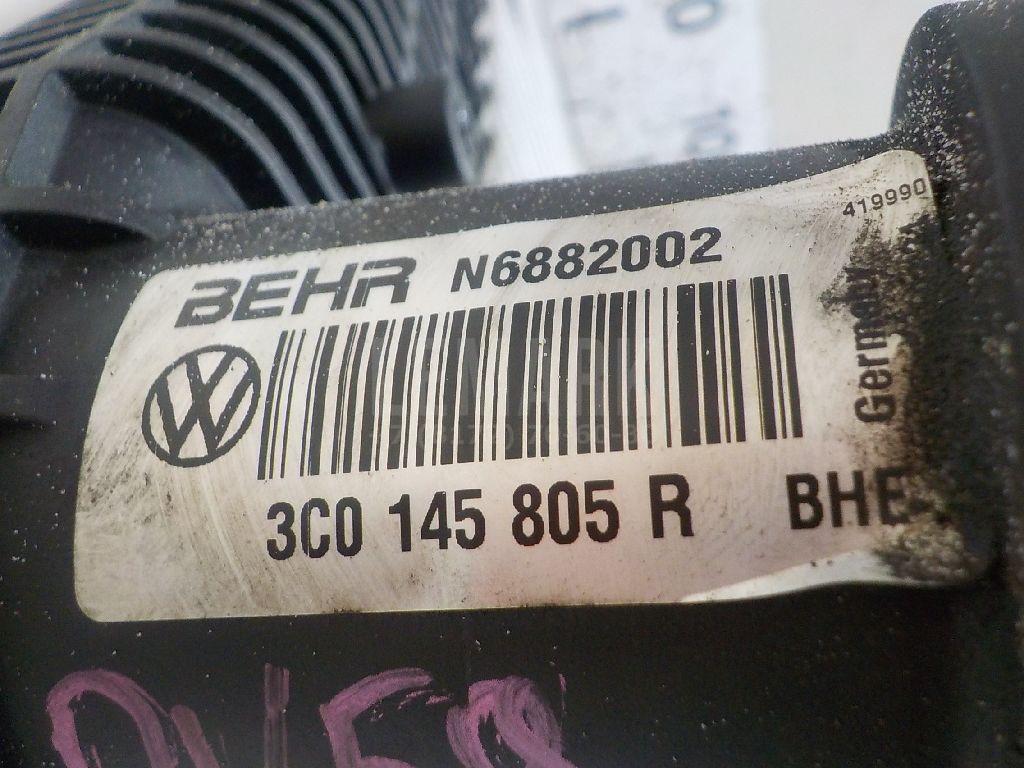 419990
BEHR N6882002
Germany
3C0 145 805 R BHE